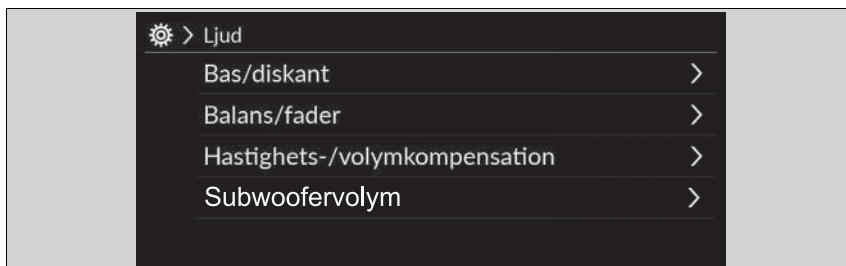 > Ljud
Bas/diskant >
Balans/fader >
Hastighets-/volymkompensation >
Subwoofervolym >